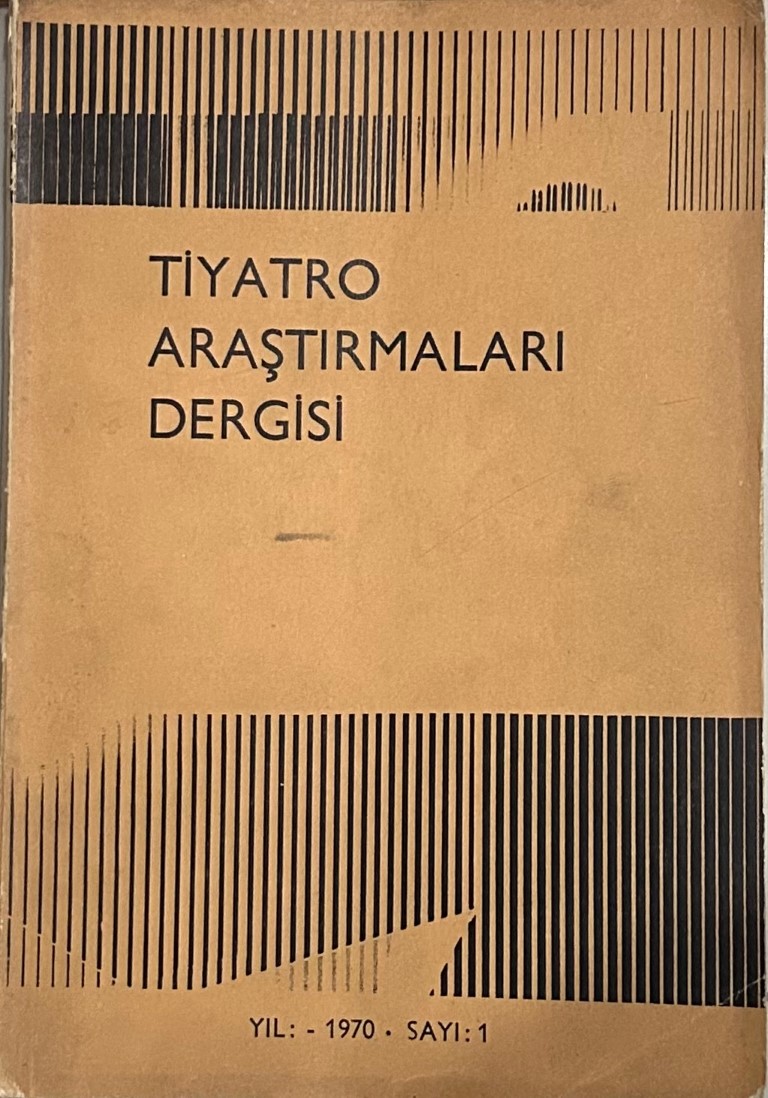 TİYATRO
ARAŞTIRMALARI
DERGİSİ
YIL: - 1970 . SAYI: 1